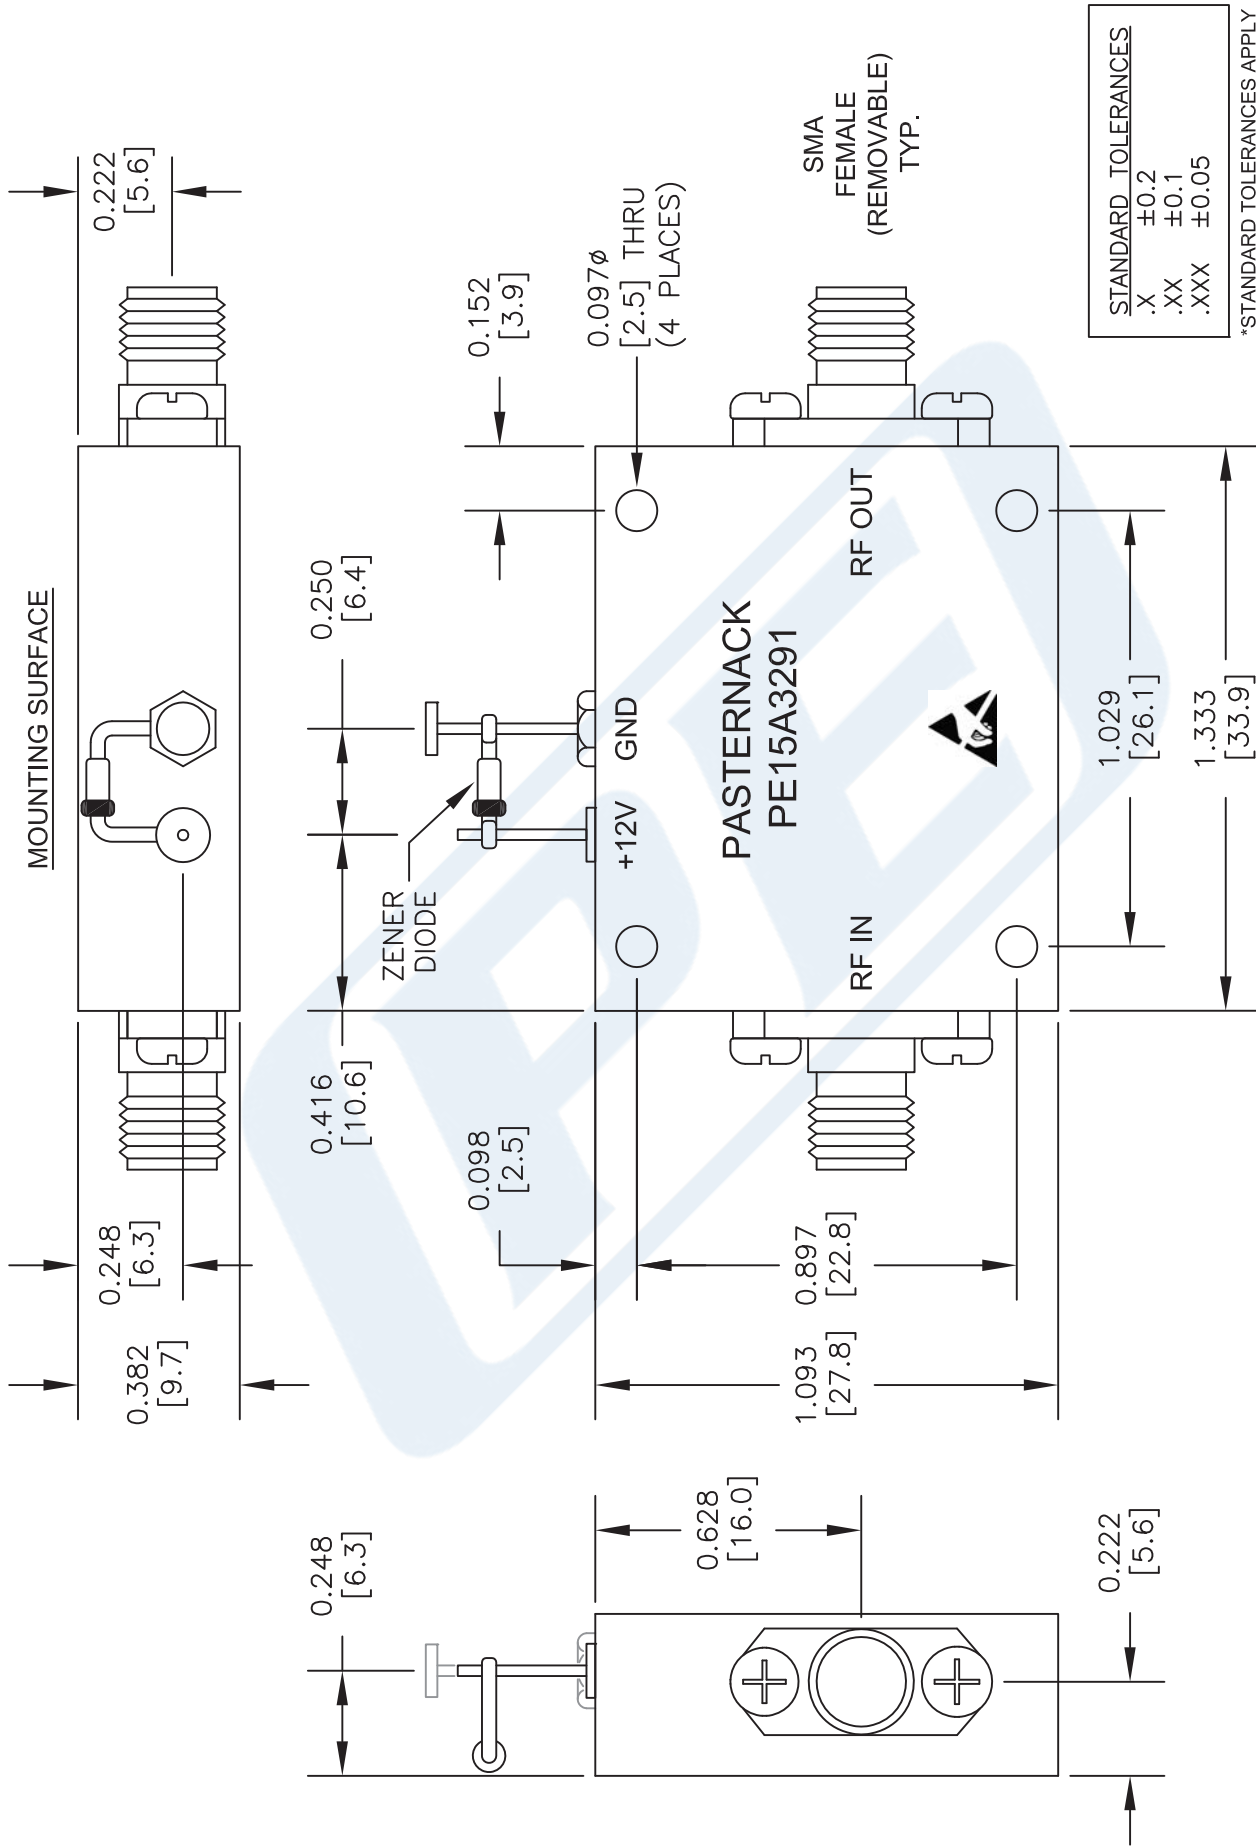 MOUNTING SURFACE
0.382
[9.7]
0.248
[6.3]
0.222
[5.6]
0.248
[6.3]
0.416
[10.6]
0.250
[6.4]
ZENER
DIODE
0.098
[2.5]
0.152
[3.9]
0.097ø
[2.5] THRU
(4 PLACES)
+12V
GND
0.628
[16.0]
1.093
[27.8]
0.897
[22.8]
PASTERNACK
PE15A3291
RF IN
RF OUT
SMA
FEMALE
(REMOVABLE)
TYP.
0.222
[5.6]
1.029
[26.1]
1.333
[33.9]
PE
STANDARD TOLERANCES
.X ±0.2
.XX ±0.1
.XXX ±0.05
*STANDARD TOLERANCES APPLY